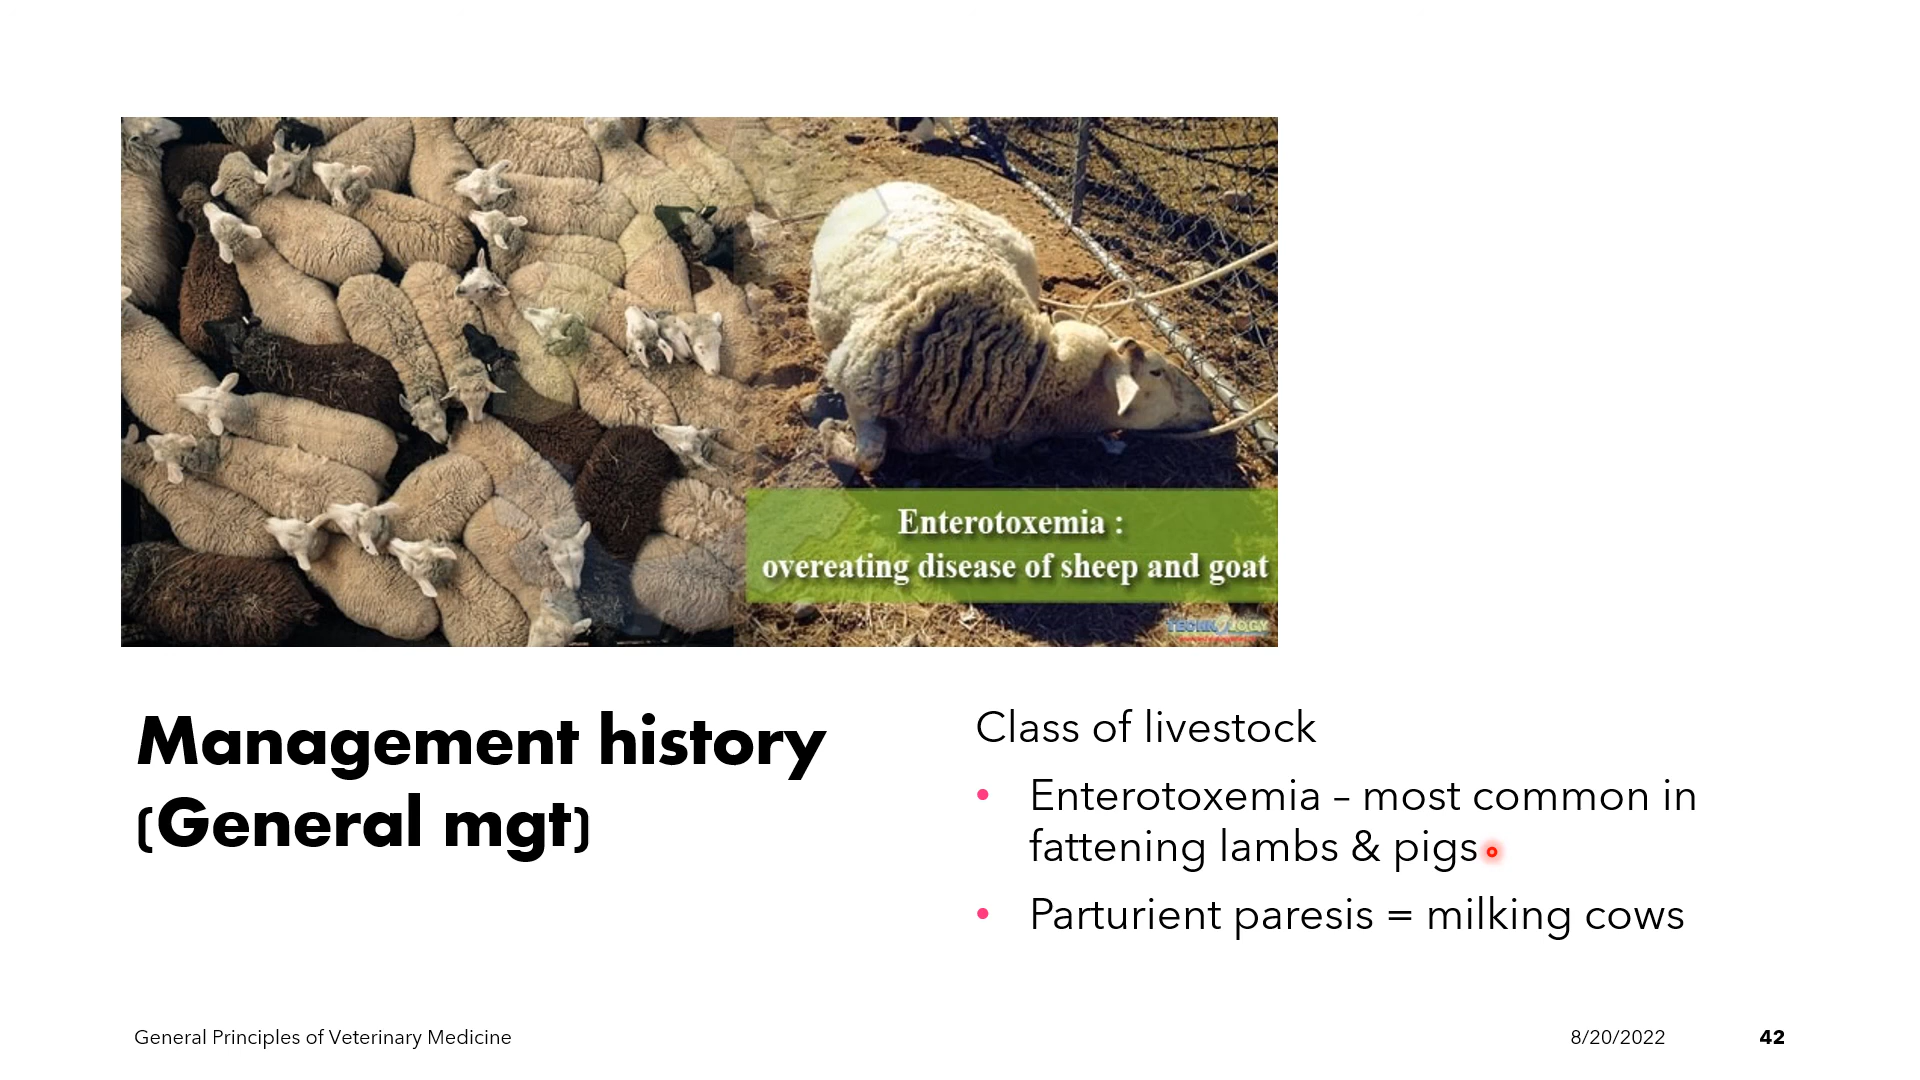 Enterotoxemia :
overeating disease of sheep and goat
TECHNOLOGY
Management history
(General mgt)
Class of livestock
• Enterotoxemia – most common in
fattening lambs & pigs
• Parturient paresis = milking cows
General Principles of Veterinary Medicine
8/20/2022
42